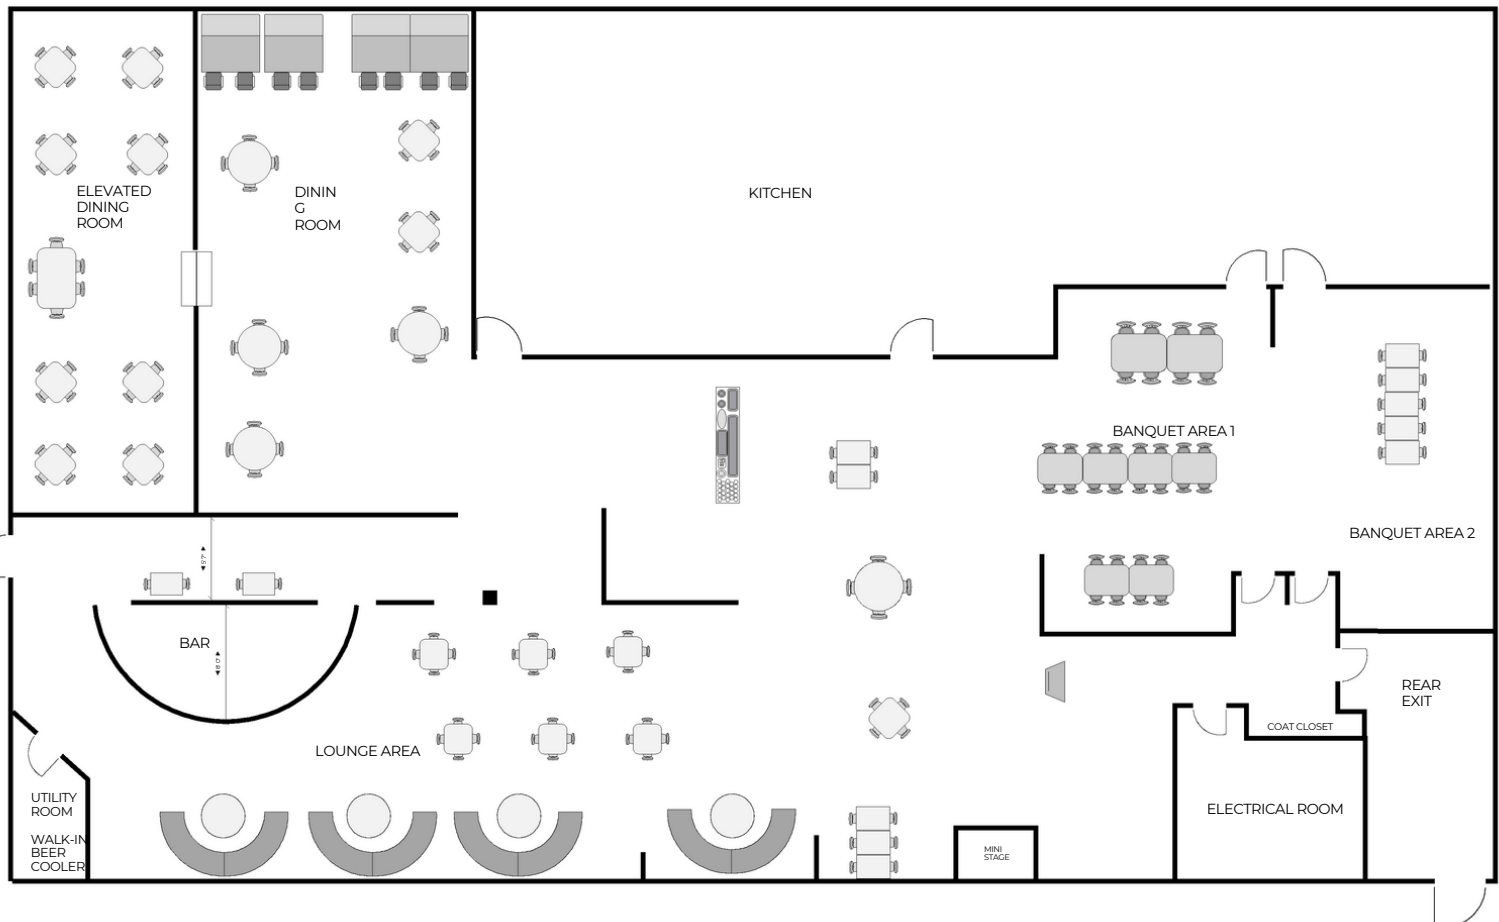 ELEVATED
DINING
ROOM
DININ
G
ROOM
KITCHEN
BANQUET AREA 1
BANQUET AREA 2
BAR
LOUNGE AREA
UTILITY
ROOM
WALK-IN
BEER
COOLER
REAR
EXIT
COAT CLOSET
ELECTRICAL ROOM
MINI
STAGE